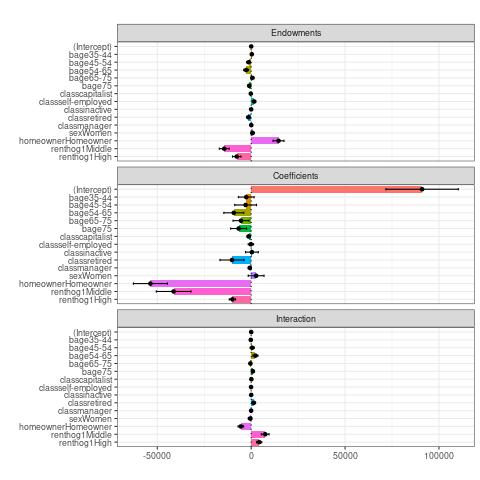 Endowments
(Intercept)
bage35-44
bage45-54
bage54-65
bage65-75
bage75
classcapitalist
classself-employed
classinactive
classretired
classmanager
sexWomen
homeownerHomeowner
renthog1Middle
renthog1High
Coefficients
(Intercept)
bage35-44
bage45-54
bage54-65
bage65-75
bage75
classcapitalist
classself-employed
classinactive
classretired
classmanager
sexWomen
homeownerHomeowner
renthog1Middle
renthog1High
Interaction
(Intercept)
bage35-44
bage45-54
bage54-65
bage65-75
bage75
classcapitalist
classself-employed
classinactive
classretired
classmanager
sexWomen
homeownerHomeowner
renthog1Middle
renthog1High
-50000 0 50000 100000